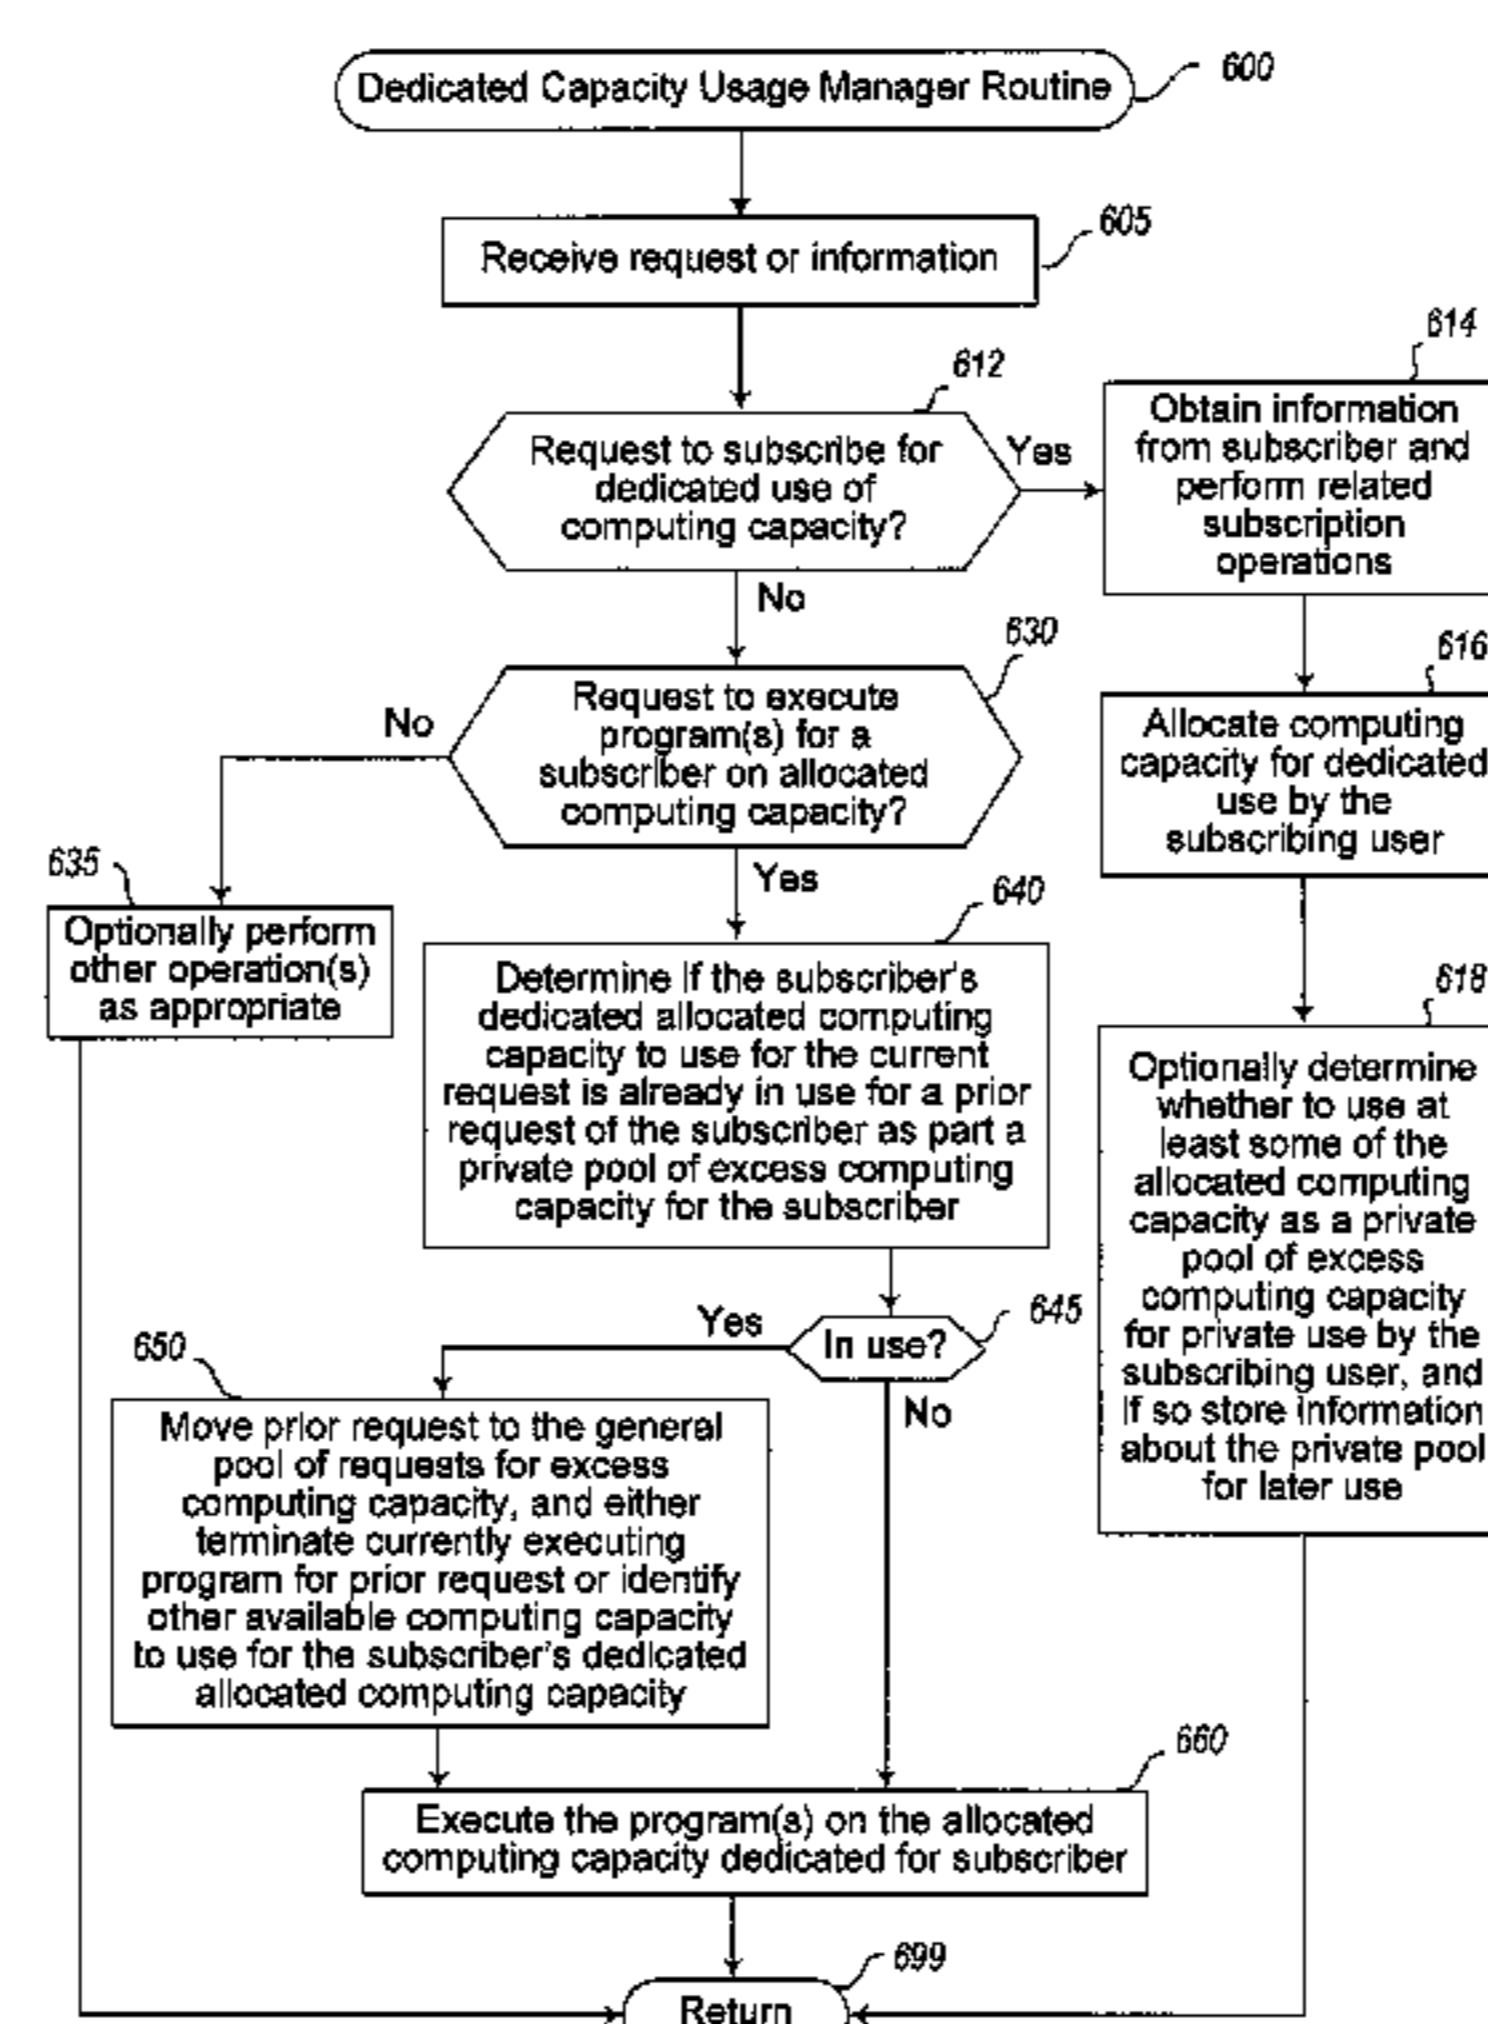 Dedicated Capacity Usage Manager Routine
600
Receive request or information
605
612
Request to subscribe for
dedicated use of
computing capacity?
Yes
No
614
Obtain information
from subscriber and
perform related
subscription
operations
616
Allocate computing
capacity for dedicated
use by the
subscribing user
618
Optionally determine
whether to use at
least some of the
allocated computing
capacity as a private
pool of excess
computing capacity
for private use by the
subscribing user, and
if so store information
about the private pool
for later use
630
Request to execute
program(s) for a
subscriber on allocated
computing capacity?
No
Yes
635
Optionally perform
other operation(s)
as appropriate
640
Determine if the subscriber's
dedicated allocated computing
capacity to use for the current
request is already in use for a prior
request of the subscriber as part a
private pool of excess computing
capacity for the subscriber
645
In use?
Yes
No
650
Move prior request to the general
pool of requests for excess
computing capacity, and either
terminate currently executing
program for prior request or identify
other available computing capacity
to use for the subscriber's dedicated
allocated computing capacity
660
Execute the program(s) on the allocated
computing capacity dedicated for subscriber
699
Return